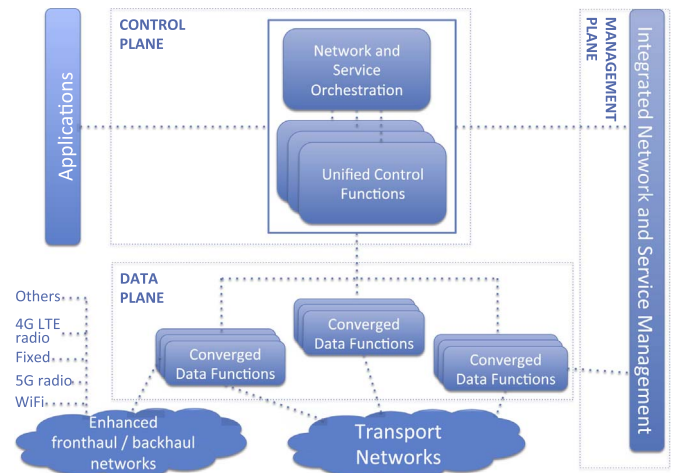 CONTROL
PLANE
Network and
Service
Orchestration
Unified Control
Functions
Applications
MANAGEMENT
PLANE
Integrated Network and Service Management
DATA
PLANE
Converged
Data Functions
Converged
Data Functions
Converged
Data Functions
Others
4G LTE
radio
Fixed
5G radio
WiFi
Enhanced
fronthaul / backhaul
networks
Transport
Networks